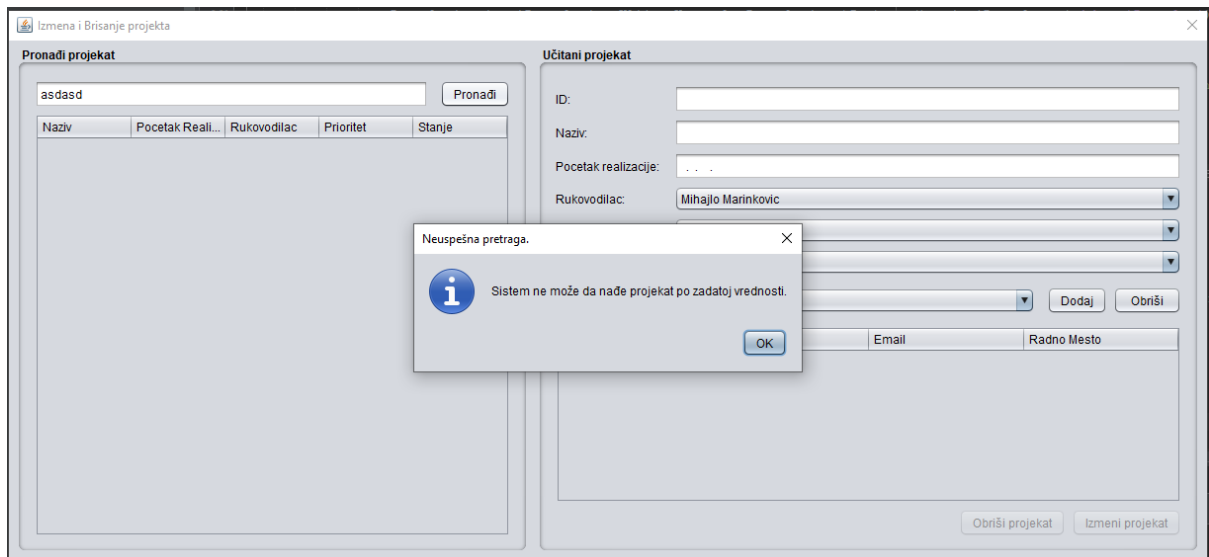 Izmena i Brisanje projekta
Pronađi projekat
asdasd
Pronađi
Naziv Pocetak Reali... Rukovodilac Prioritet Stanje
Učitani projekat
ID:
Naziv:
Pocetak realizacije: . . .
Rukovodilac: Mihajlo Marinkovic
Dodaj Obriši
Email Radno Mesto
Obriši projekat Izmeni projekat
Neuspešna pretraga.
Sistem ne može da nađe projekat po zadatoj vrednosti.
OK